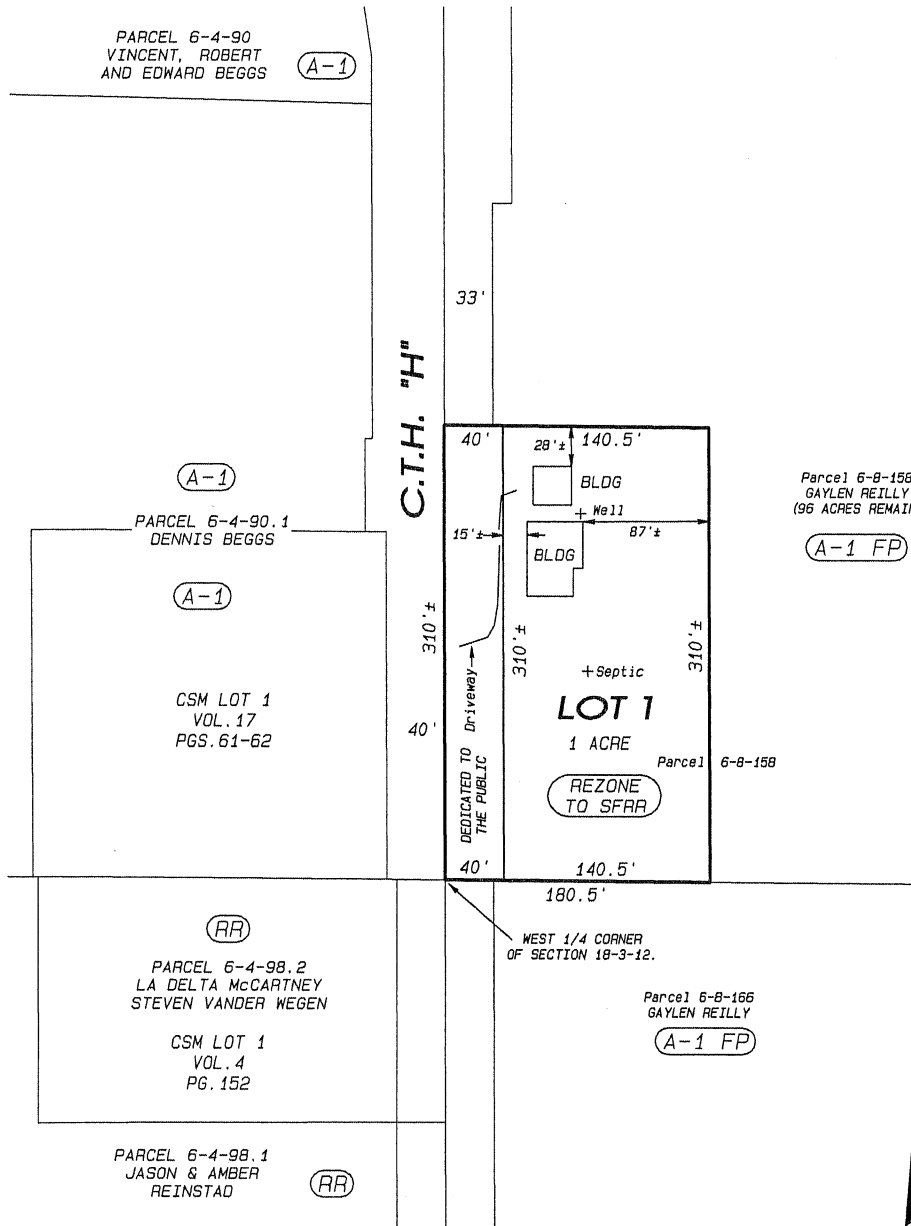 PARCEL 6-4-90
VINCENT, ROBERT
AND EDWARD BEGGS
A-1
33'
C.T.H. "H"
40'
28'±
140.5'
BLDG
+ Well
15'±
87'±
BLDG
A-1
PARCEL 6-4-90.1
DENNIS BEGGS
A-1
Parcel 6-8-158
GAYLEN REILLY
(96 ACRES REMAIN
A-1 FP
310'±
310'±
310'±
+Septic
LOT 1
1 ACRE
Parcel 6-8-158
REZONE
TO SFRR
CSM LOT 1
VOL.17
PGS.61-62
40'
Driveway
DEDICATED TO
THE PUBLIC
40'
140.5'
180.5'
WEST 1/4 CORNER
OF SECTION 18-3-12.
RR
PARCEL 6-4-98.2
LA DELTA McCARTNEY
STEVEN VANDER WEGEN
CSM LOT 1
VOL.4
PG.152
Parcel 6-8-166
GAYLEN REILLY
A-1 FP
PARCEL 6-4-98.1
JASON & AMBER
REINSTAD
RR